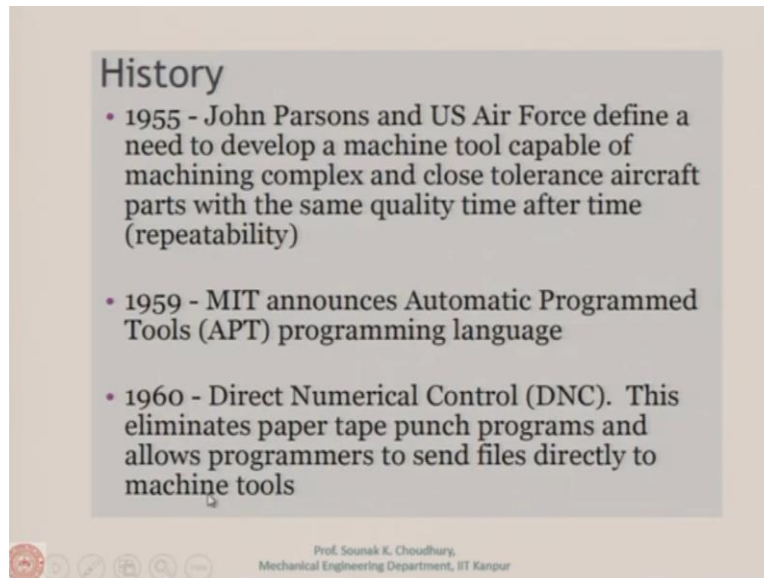 History
• 1955 - John Parsons and US Air Force define a
need to develop a machine tool capable of
machining complex and close tolerance aircraft
parts with the same quality time after time
(repeatability)
• 1959 - MIT announces Automatic Programmed
Tools (APT) programming language
• 1960 - Direct Numerical Control (DNC). This
eliminates paper tape punch programs and
allows programmers to send files directly to
machine tools
Prof. Sounak K. Choudhury,
Mechanical Engineering Department, IIT Kanpur